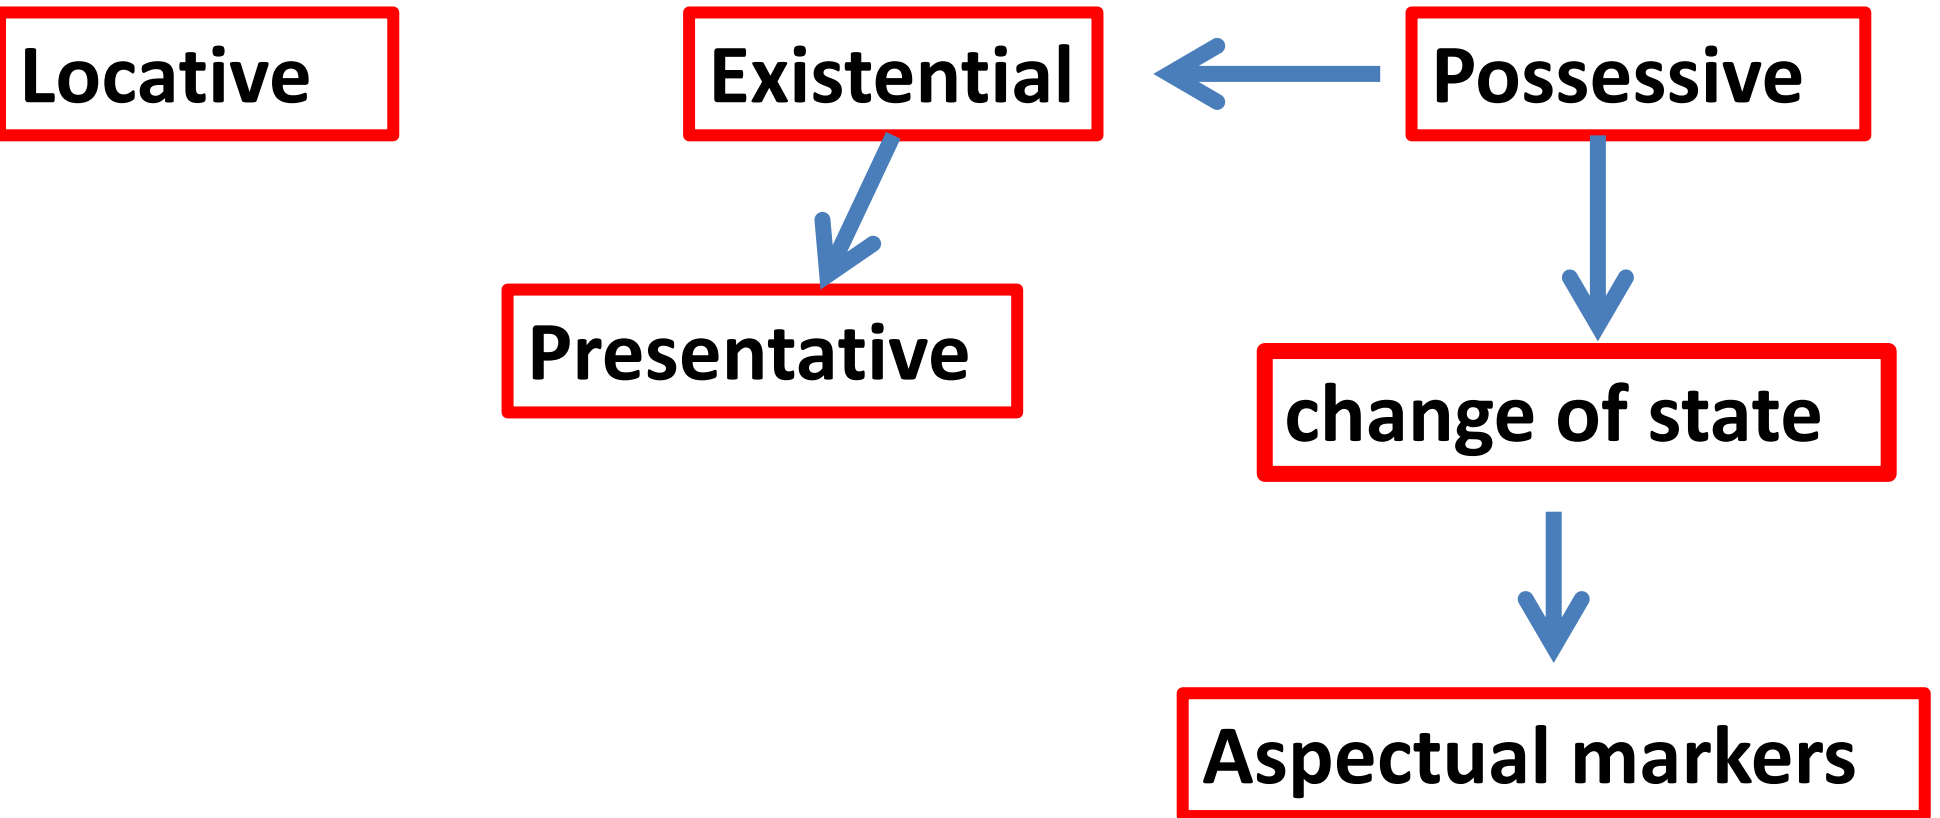 Locative
Existential
Possessive
Presentative
change of state
Aspectual markers